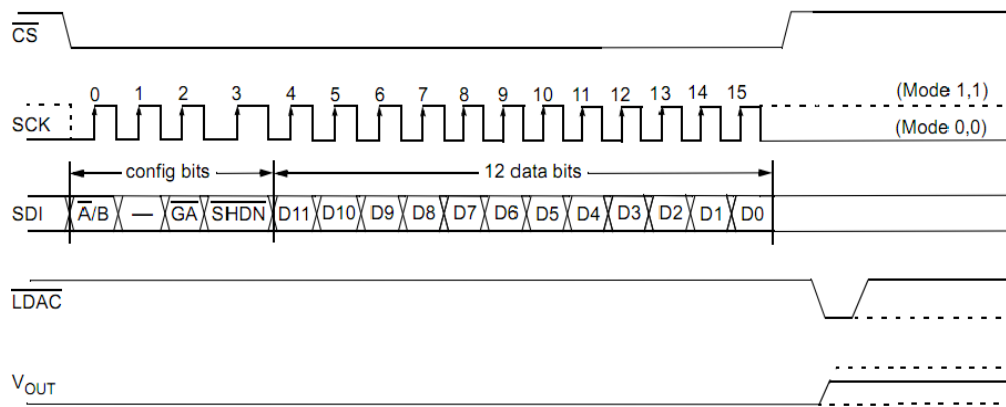 CS
0 1 2 3 4 5 6 7 8 9 10 11 12 13 14 15
(Mode 1,1)
SCK
(Mode 0,0)
config bits
12 data bits
SDI
A/B — GA SHDN D11 D10 D9 D8 D7 D6 D5 D4 D3 D2 D1 D0
LDAC
VOUT